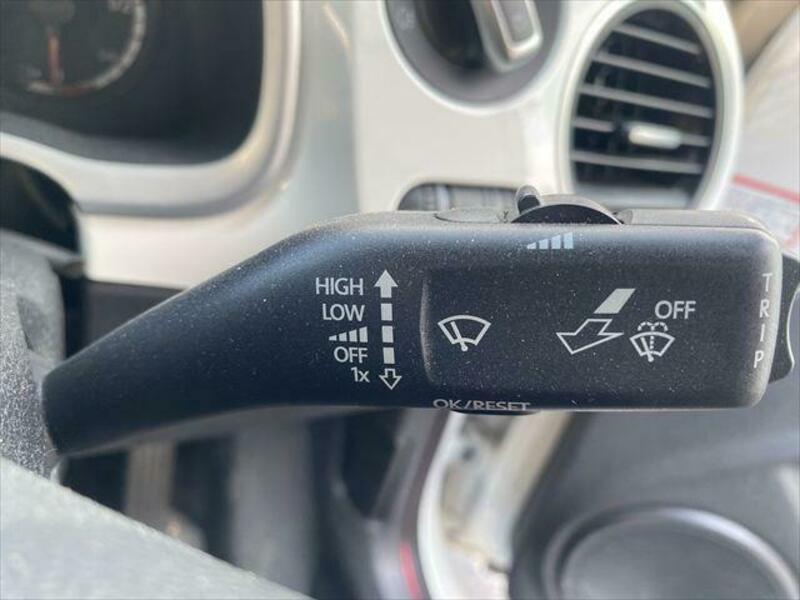 HIGH
LOW
OFF
1x
OFF
TRIP
OK/RESET